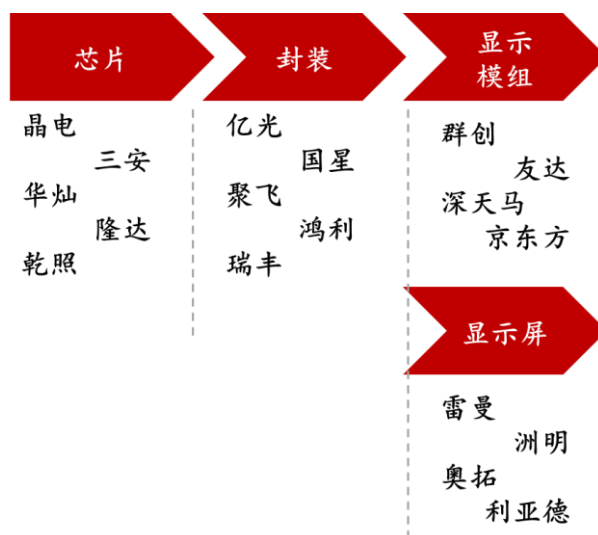 芯片
晶电
三安
华灿
隆达
乾照
封装
亿光
国星
聚飞
鸿利
瑞丰
显示
模组
群创
友达
深天马
京东方
显示屏
雷曼
洲明
奥拓
利亚德